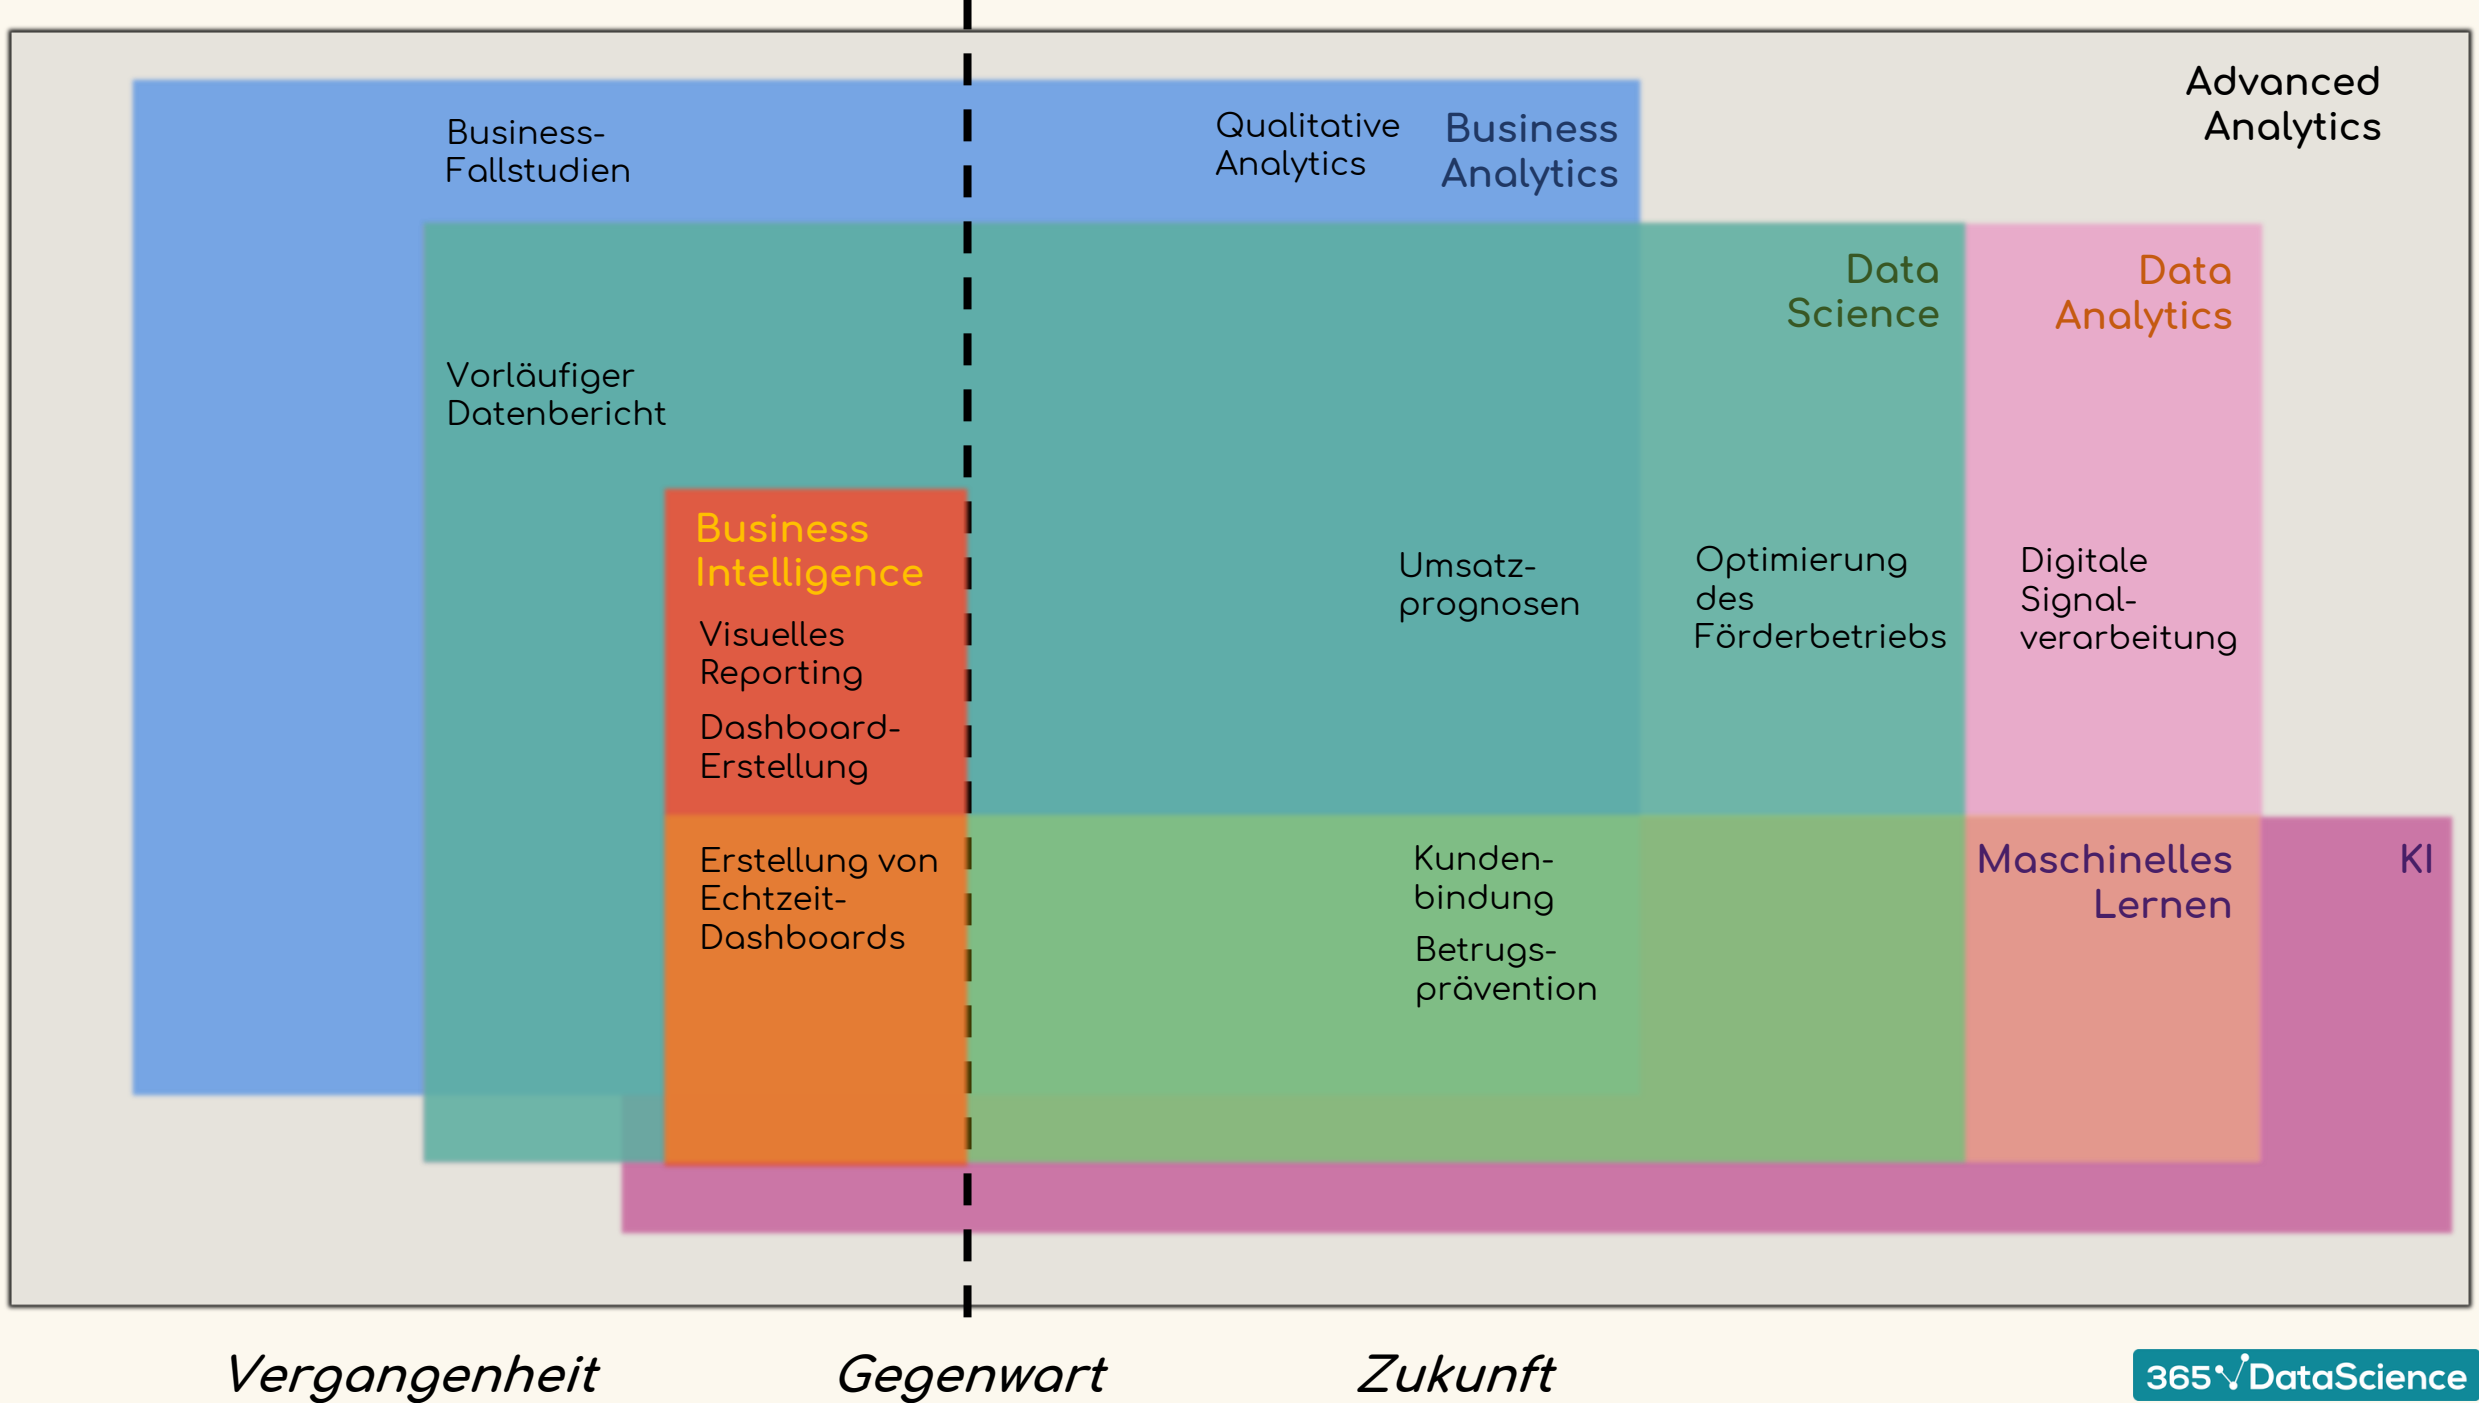 Advanced
Analytics
Business-
Fallstudien
Qualitative
Analytics
Business
Analytics
Data
Science
Data
Analytics
Vorläufiger
Datenbericht
Business
Intelligence
Visuelles
Reporting
Dashboard-
Erstellung
Umsatz-
prognosen
Optimierung
des
Förderbetriebs
Digitale
Signal-
verarbeitung
Erstellung von
Echtzeit-
Dashboards
Kunden-
bindung
Betrugs-
prävention
Maschinelles
Lernen
KI
Vergangenheit
Gegenwart
Zukunft
365 DataScience